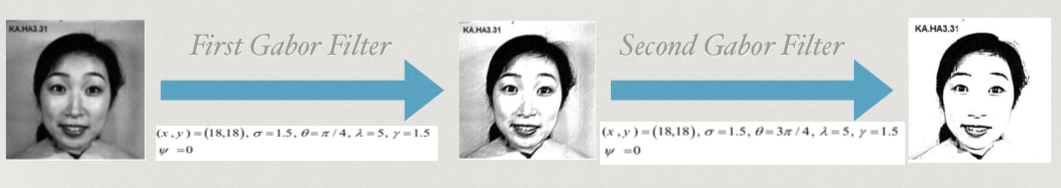 KA.HA3.31
First Gabor Filter
(x , y)=(18,18), σ=1.5, θ=π/4, λ=5, γ=1.5
ψ =0
KA.HA3.31
Second Gabor Filter
(x , y)=(18,18), σ=1.5, θ=3π/4, λ=5, γ=1.5
ψ =0
KA.HA3.31